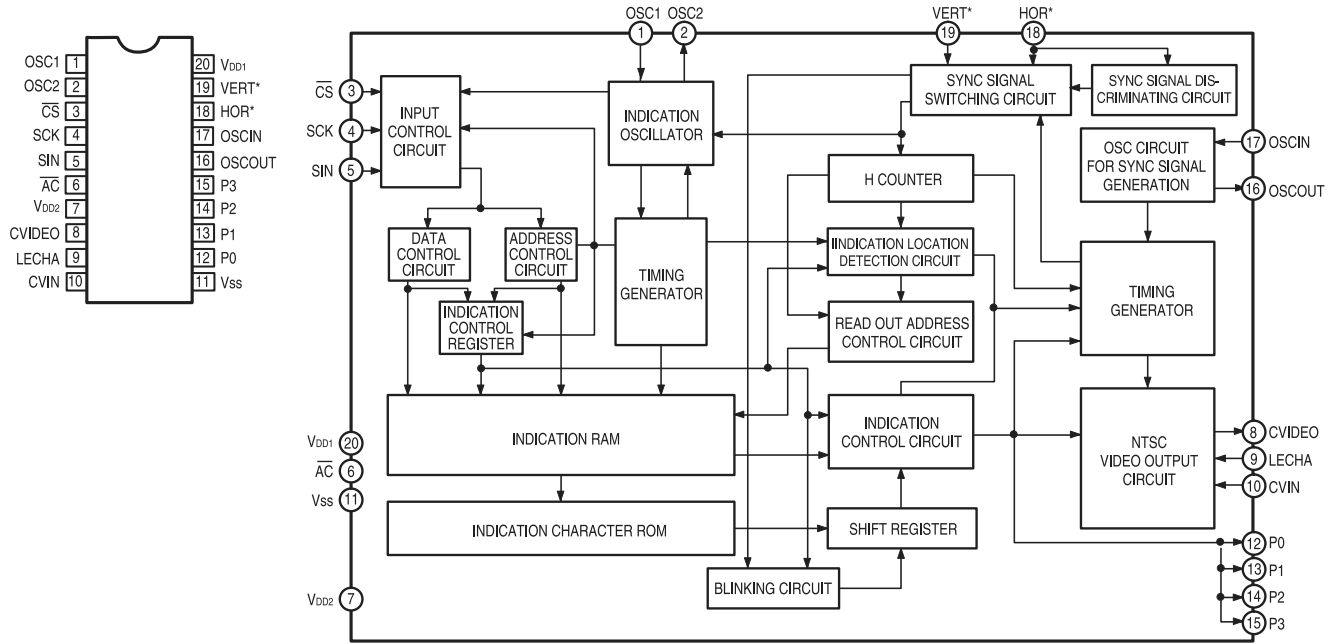 OSC1 1
OSC2 2
C̅S̅ 3
SCK 4
SIN 5
A̅C̅ 6
VDD2 7
CVIDEO 8
LECHA 9
CVIN 10
20 VDD1
19 VERT*
18 HOR*
17 OSCIN
16 OSCOUT
15 P3
14 P2
13 P1
12 P0
11 Vss
OSC1 OSC2
1 2
VERT* HOR*
19 18
C̅S̅ 3
SCK 4
SIN 5
INPUT
CONTROL
CIRCUIT
INDICATION
OSCILLATOR
SYNC SIGNAL
SWITCHING CIRCUIT
SYNC SIGNAL DIS-
CRIMINATING CIRCUIT
OSC CIRCUIT
FOR SYNC SIGNAL
GENERATION
17 OSCIN
16 OSCOUT
H COUNTER
DATA
CONTROL
CIRCUIT
ADDRESS
CONTROL
CIRCUIT
TIMING
GENERATOR
IINDICATION LOCATION
DETECTION CIRCUIT
TIMING
GENERATOR
INDICATION
CONTROL
REGISTER
READ OUT ADDRESS
CONTROL CIRCUIT
INDICATION RAM
INDICATION
CONTROL CIRCUIT
NTSC
VIDEO OUTPUT
CIRCUIT
8 CVIDEO
9 LECHA
10 CVIN
VDD1 20
A̅C̅ 6
Vss 11
INDICATION CHARACTER ROM
SHIFT REGISTER
12 P0
13 P1
14 P2
15 P3
BLINKING CIRCUIT
VDD2 7